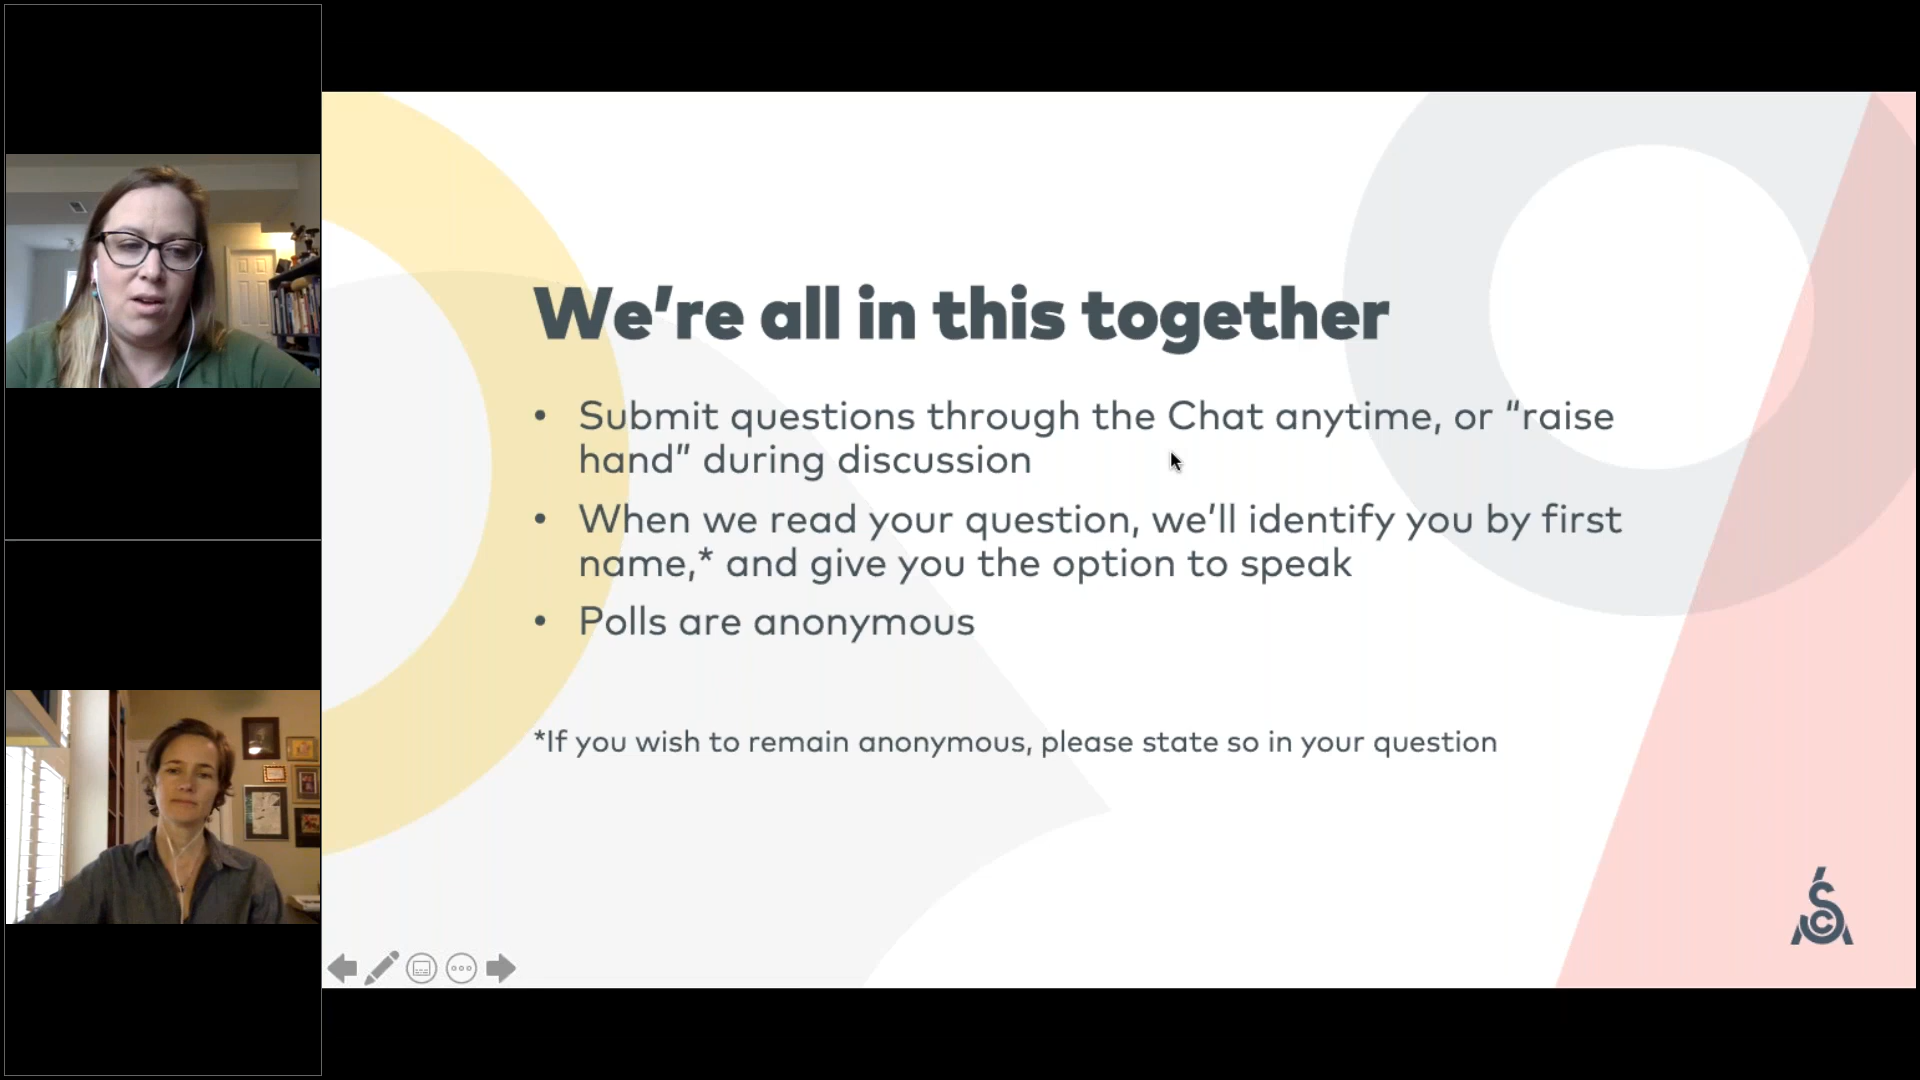 We’re all in this together
• Submit questions through the Chat anytime, or “raise
hand” during discussion
• When we read your question, we’ll identify you by first
name,* and give you the option to speak
• Polls are anonymous
*If you wish to remain anonymous, please state so in your question